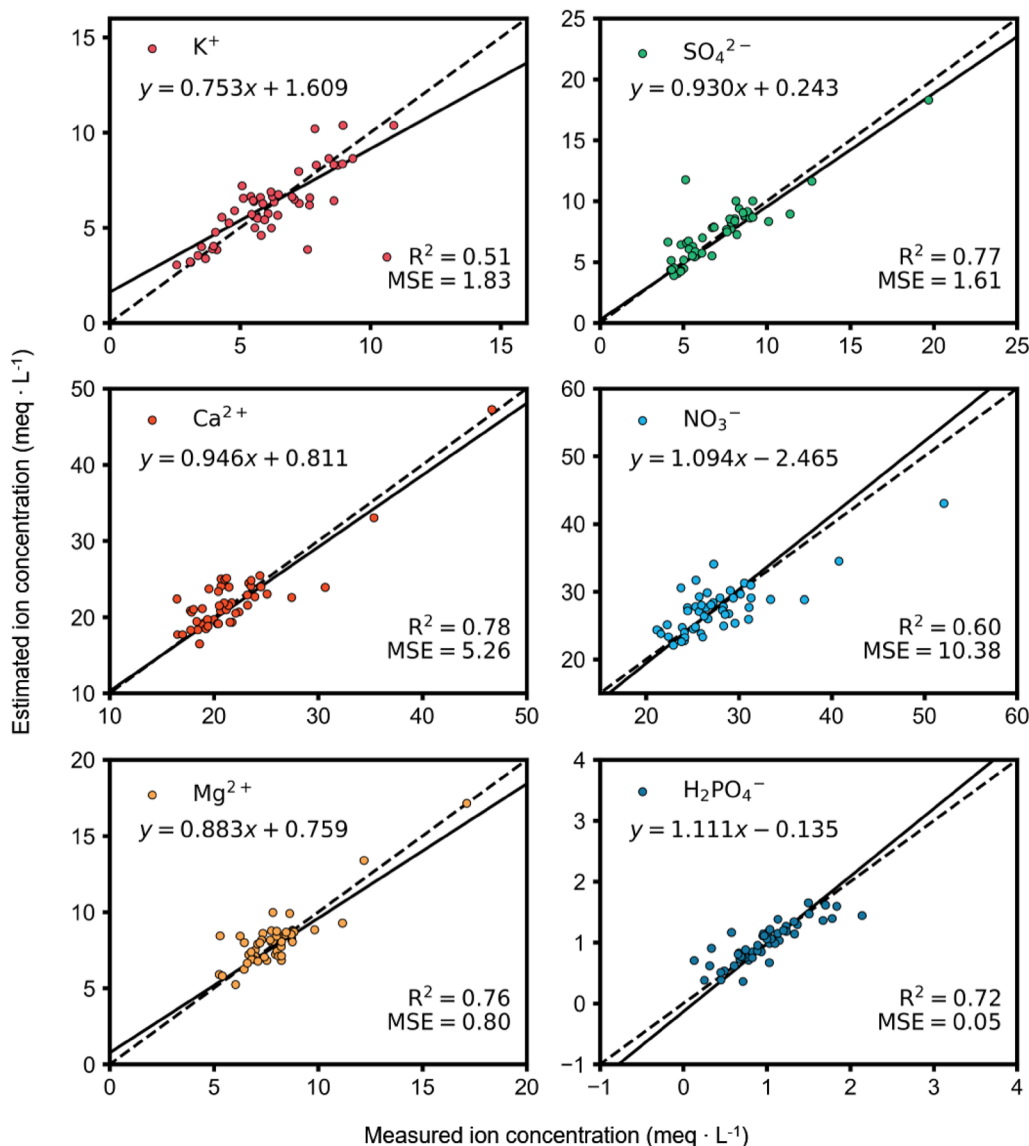 K⁺
y = 0.753x + 1.609
R² = 0.51
MSE = 1.83
0
5
10
15
0
5
10
15
SO₄²⁻
y = 0.930x + 0.243
R² = 0.77
MSE = 1.61
0
5
10
15
20
25
0
5
10
15
20
25
Estimated ion concentration (meq · L⁻¹)
Ca²⁺
y = 0.946x + 0.811
R² = 0.78
MSE = 5.26
10
20
30
40
50
10
20
30
40
50
NO₃⁻
y = 1.094x − 2.465
R² = 0.60
MSE = 10.38
20
30
40
50
60
20
30
40
50
60
Mg²⁺
y = 0.883x + 0.759
R² = 0.76
MSE = 0.80
0
5
10
15
20
0
5
10
15
20
H₂PO₄⁻
y = 1.111x − 0.135
R² = 0.72
MSE = 0.05
−1
0
1
2
3
4
−1
0
1
2
3
4
Measured ion concentration (meq · L⁻¹)